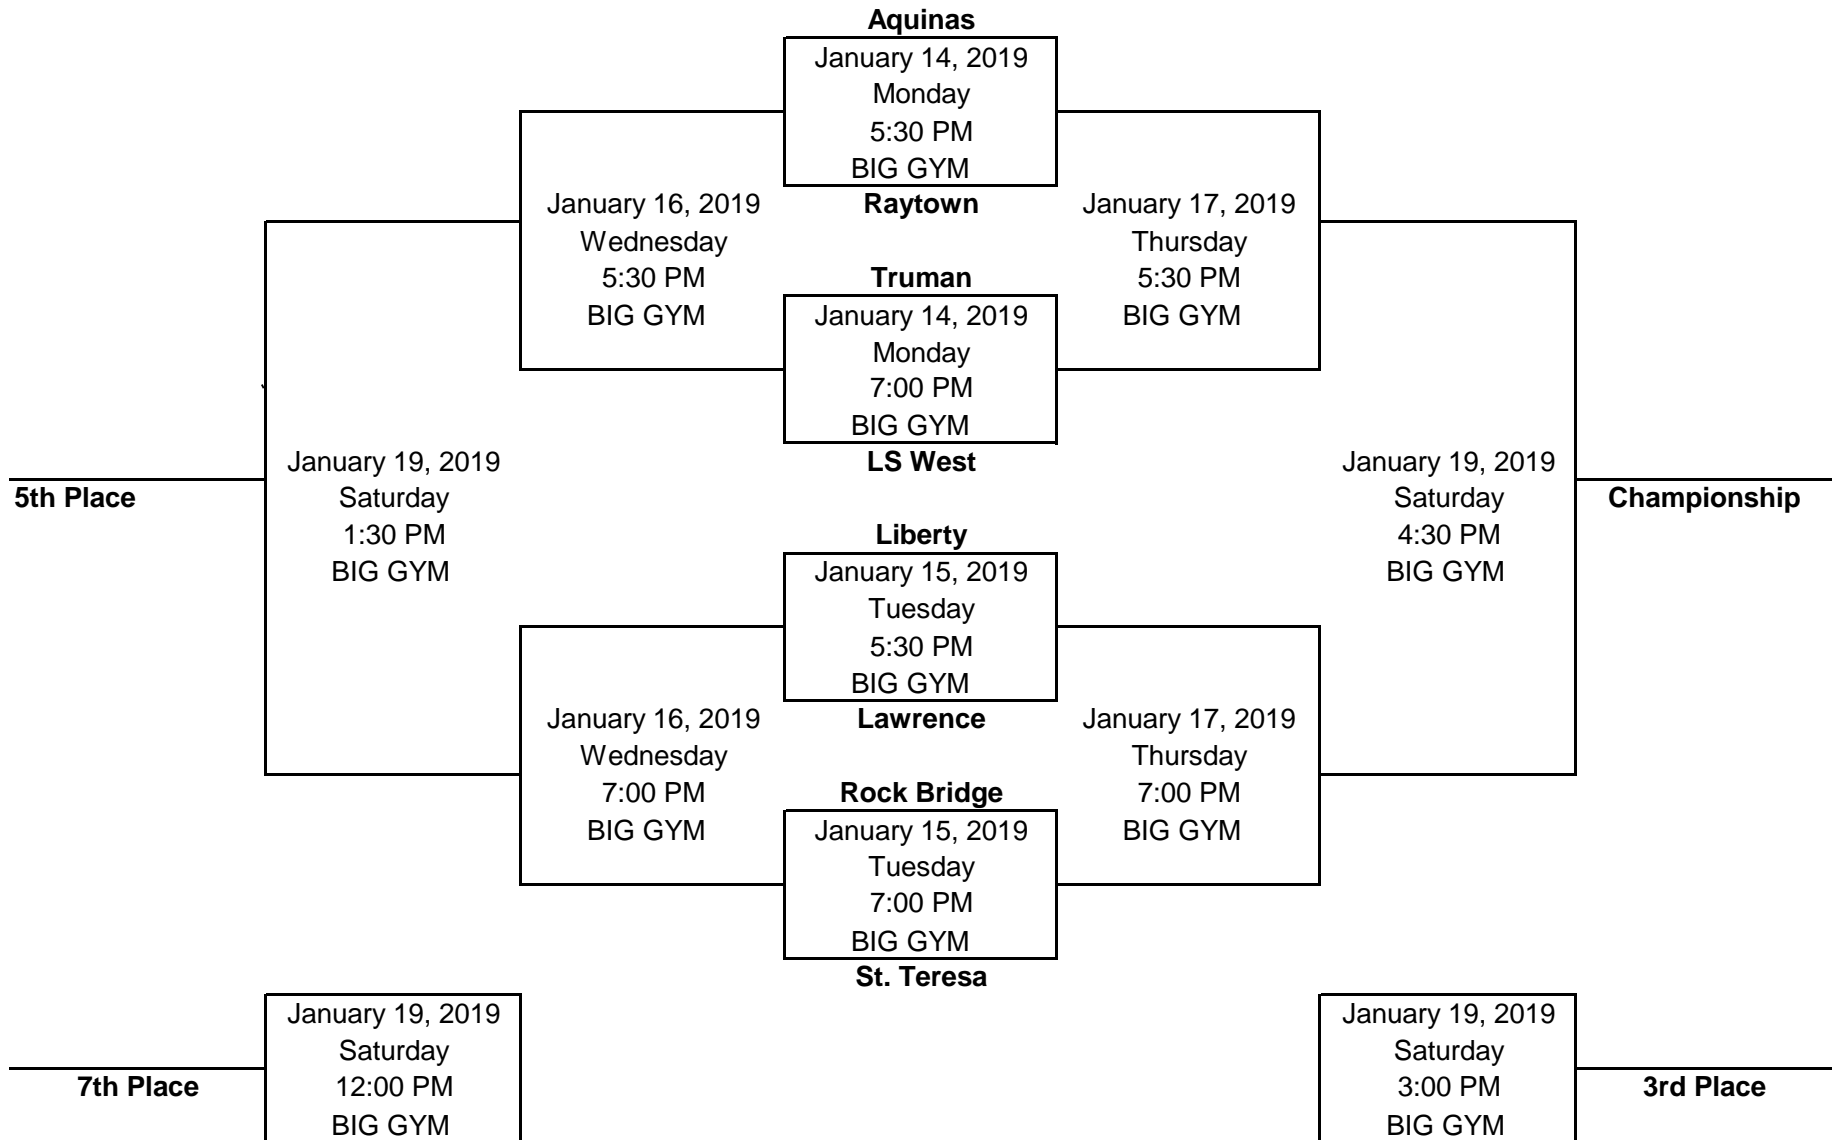 Aquinas
January 14, 2019
Monday
5:30 PM
BIG GYM
Raytown
January 16, 2019
Wednesday
5:30 PM
BIG GYM
January 17, 2019
Thursday
5:30 PM
BIG GYM
Truman
January 14, 2019
Monday
7:00 PM
BIG GYM
LS West
5th Place
January 19, 2019
Saturday
1:30 PM
BIG GYM
January 19, 2019
Saturday
4:30 PM
BIG GYM
Championship
Liberty
January 15, 2019
Tuesday
5:30 PM
BIG GYM
Lawrence
January 16, 2019
Wednesday
7:00 PM
BIG GYM
January 17, 2019
Thursday
7:00 PM
BIG GYM
Rock Bridge
January 15, 2019
Tuesday
7:00 PM
BIG GYM
St. Teresa
7th Place
January 19, 2019
Saturday
12:00 PM
BIG GYM
January 19, 2019
Saturday
3:00 PM
BIG GYM
3rd Place